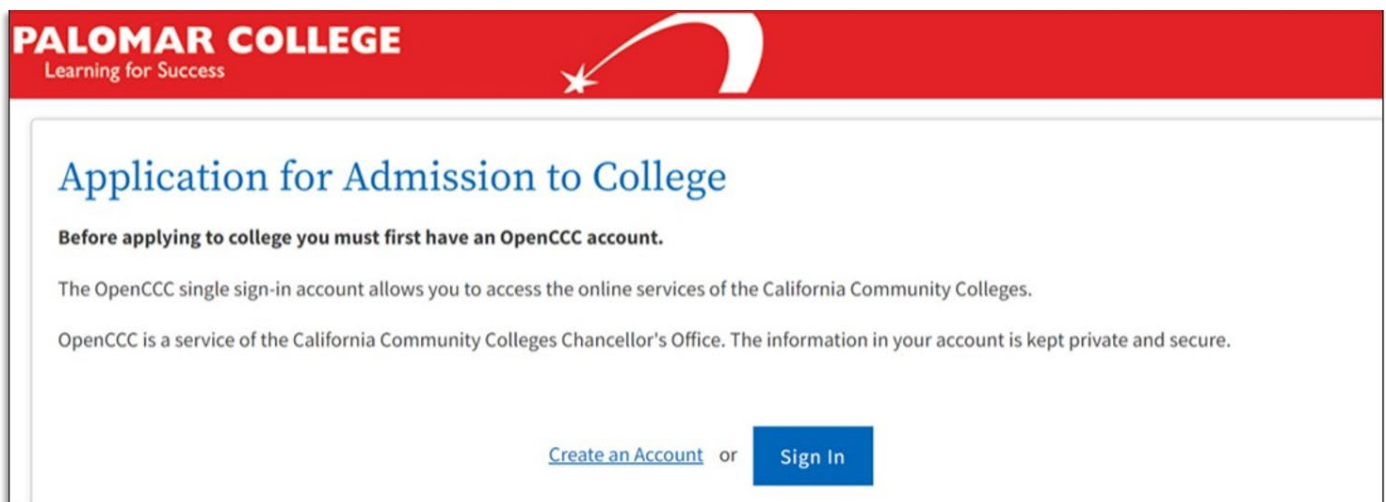 PALOMAR COLLEGE
Learning for Success
Application for Admission to College
Before applying to college you must first have an OpenCCC account.
The OpenCCC single sign-in account allows you to access the online services of the California Community Colleges.
OpenCCC is a service of the California Community Colleges Chancellor's Office. The information in your account is kept private and secure.
Create an Account or Sign In